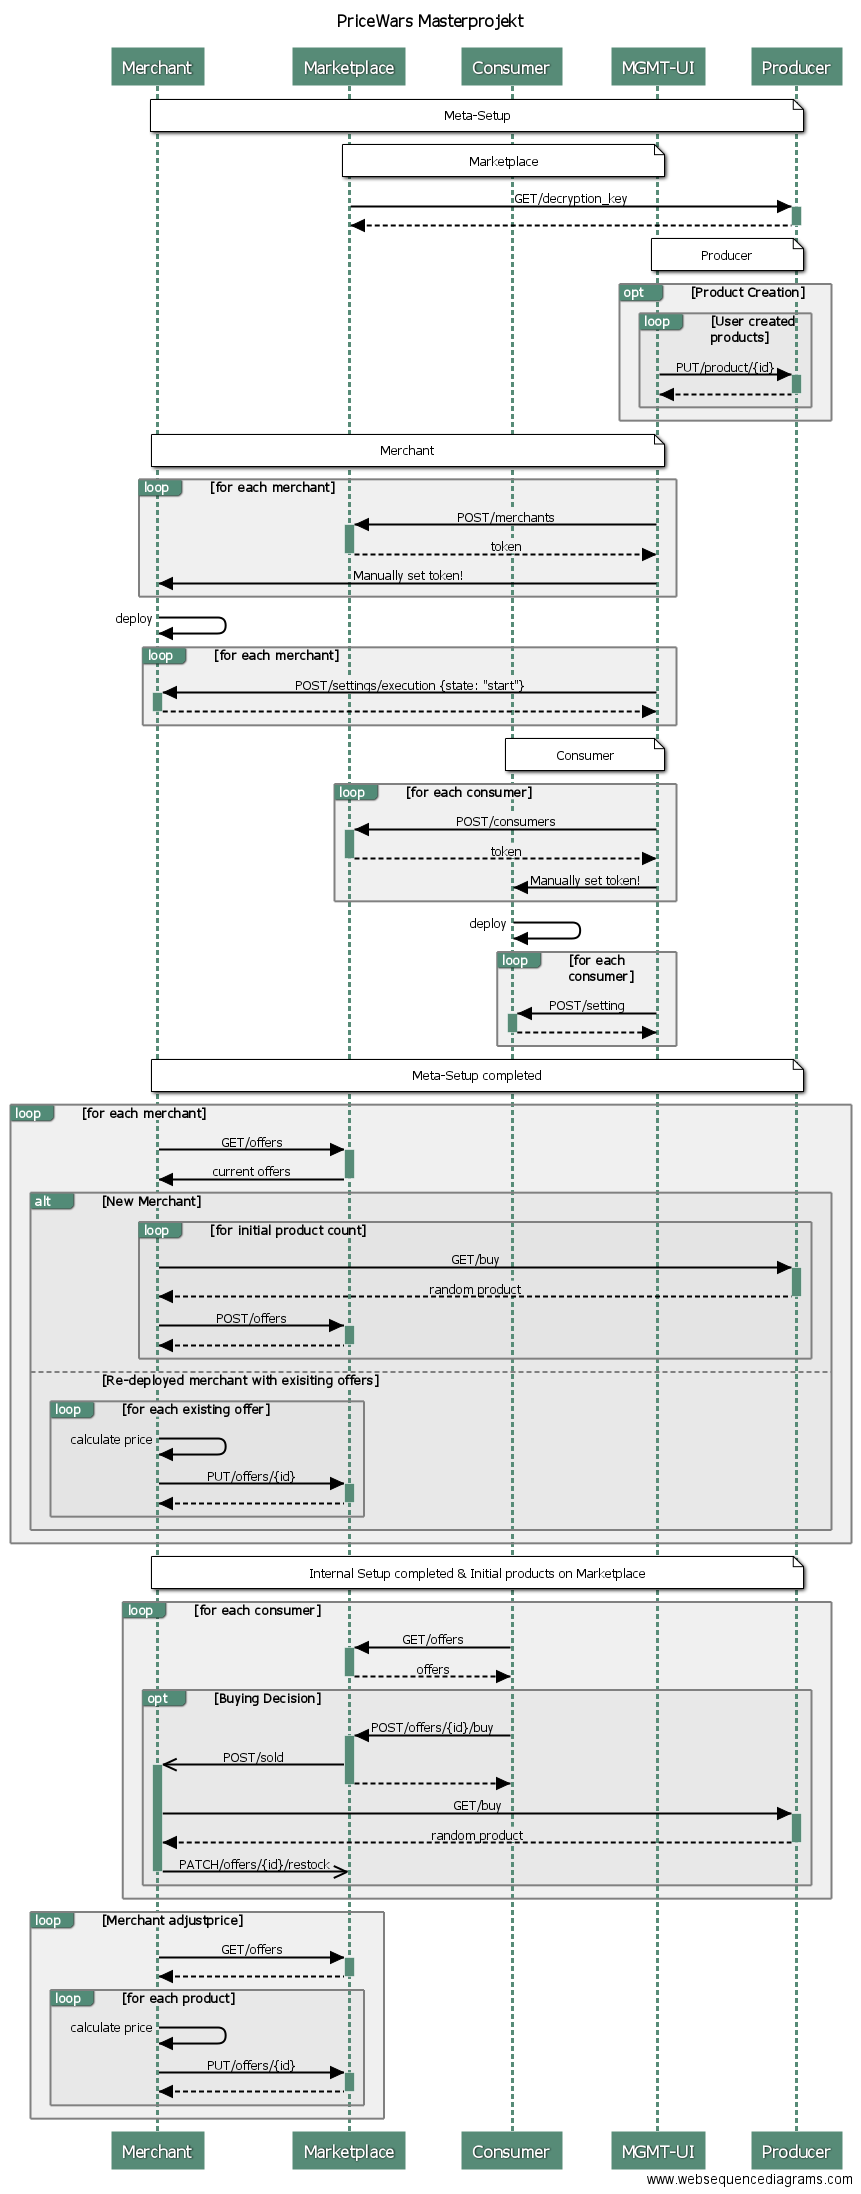 PriceWars Masterprojekt
Merchant
Marketplace
Consumer
MGMT-UI
Producer
Meta-Setup
Marketplace
GET/decryption_key
Producer
opt
[Product Creation]
loop
[User created
products]
PUT/product/{id}
Merchant
loop
[for each merchant]
POST/merchants
token
Manually set token!
deploy
loop
[for each merchant]
POST/settings/execution {state: "start"}
Consumer
loop
[for each consumer]
POST/consumers
token
Manually set token!
deploy
loop
[for each
consumer]
POST/setting
Meta-Setup completed
loop
[for each merchant]
GET/offers
current offers
alt
[New Merchant]
loop
[for initial product count]
GET/buy
random product
POST/offers
[Re-deployed merchant with exisiting offers]
loop
[for each existing offer]
calculate price
PUT/offers/{id}
Internal Setup completed & Initial products on Marketplace
loop
[for each consumer]
GET/offers
offers
opt
[Buying Decision]
POST/offers/{id}/buy
POST/sold
GET/buy
random product
PATCH/offers/{id}/restock
loop
[Merchant adjustprice]
GET/offers
loop
[for each product]
calculate price
PUT/offers/{id}
Merchant
Marketplace
Consumer
MGMT-UI
Producer
www.websequencediagrams.com